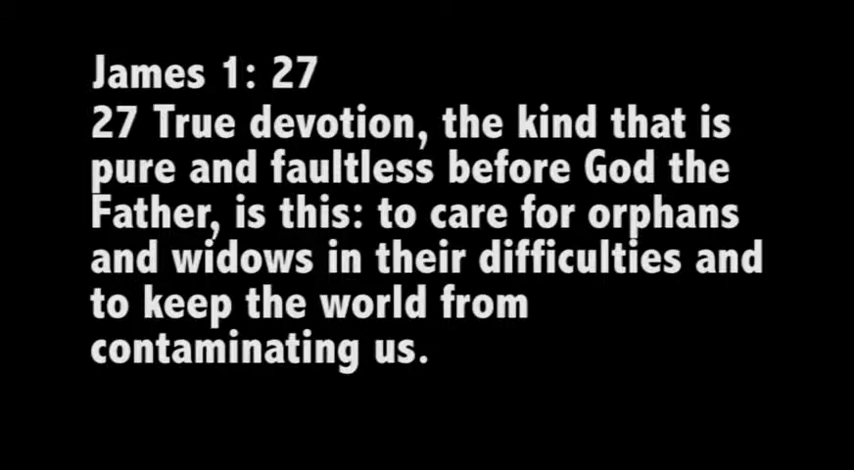 James 1: 27
27 True devotion, the kind that is
pure and faultless before God the
Father, is this: to care for orphans
and widows in their difficulties and
to keep the world from
contaminating us.